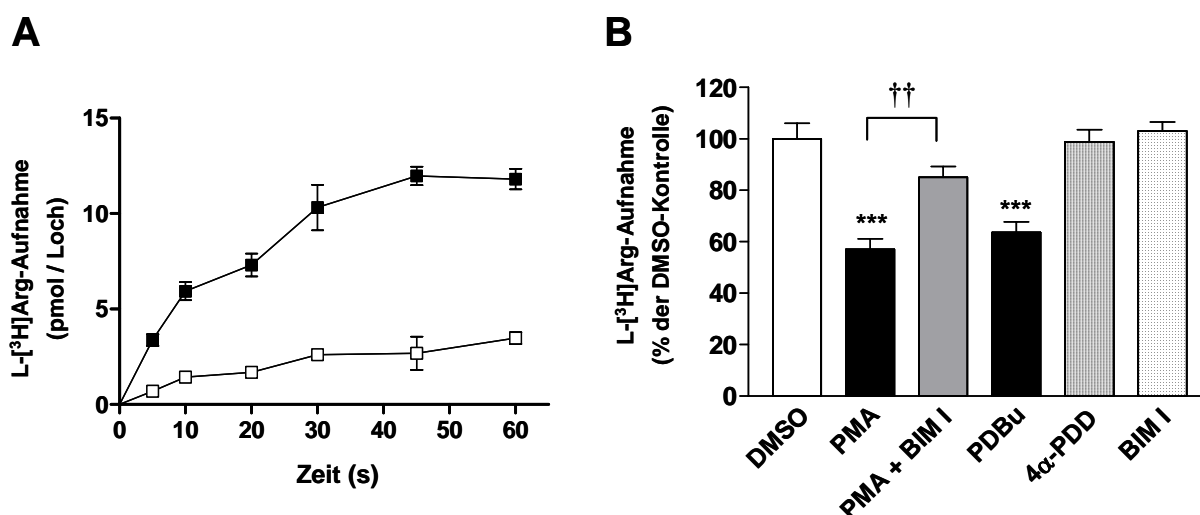 A
L-[³H]Arg-Aufnahme
(pmol / Loch)
15
10
5
0
0 10 20 30 40 50 60
Zeit (s)
B
L-[³H]Arg-Aufnahme
(% der DMSO-Kontrolle)
120
100
80
60
40
20
0
††
***
***
DMSO
PMA
PMA + BIM I
PDBu
4α-PDD
BIM I